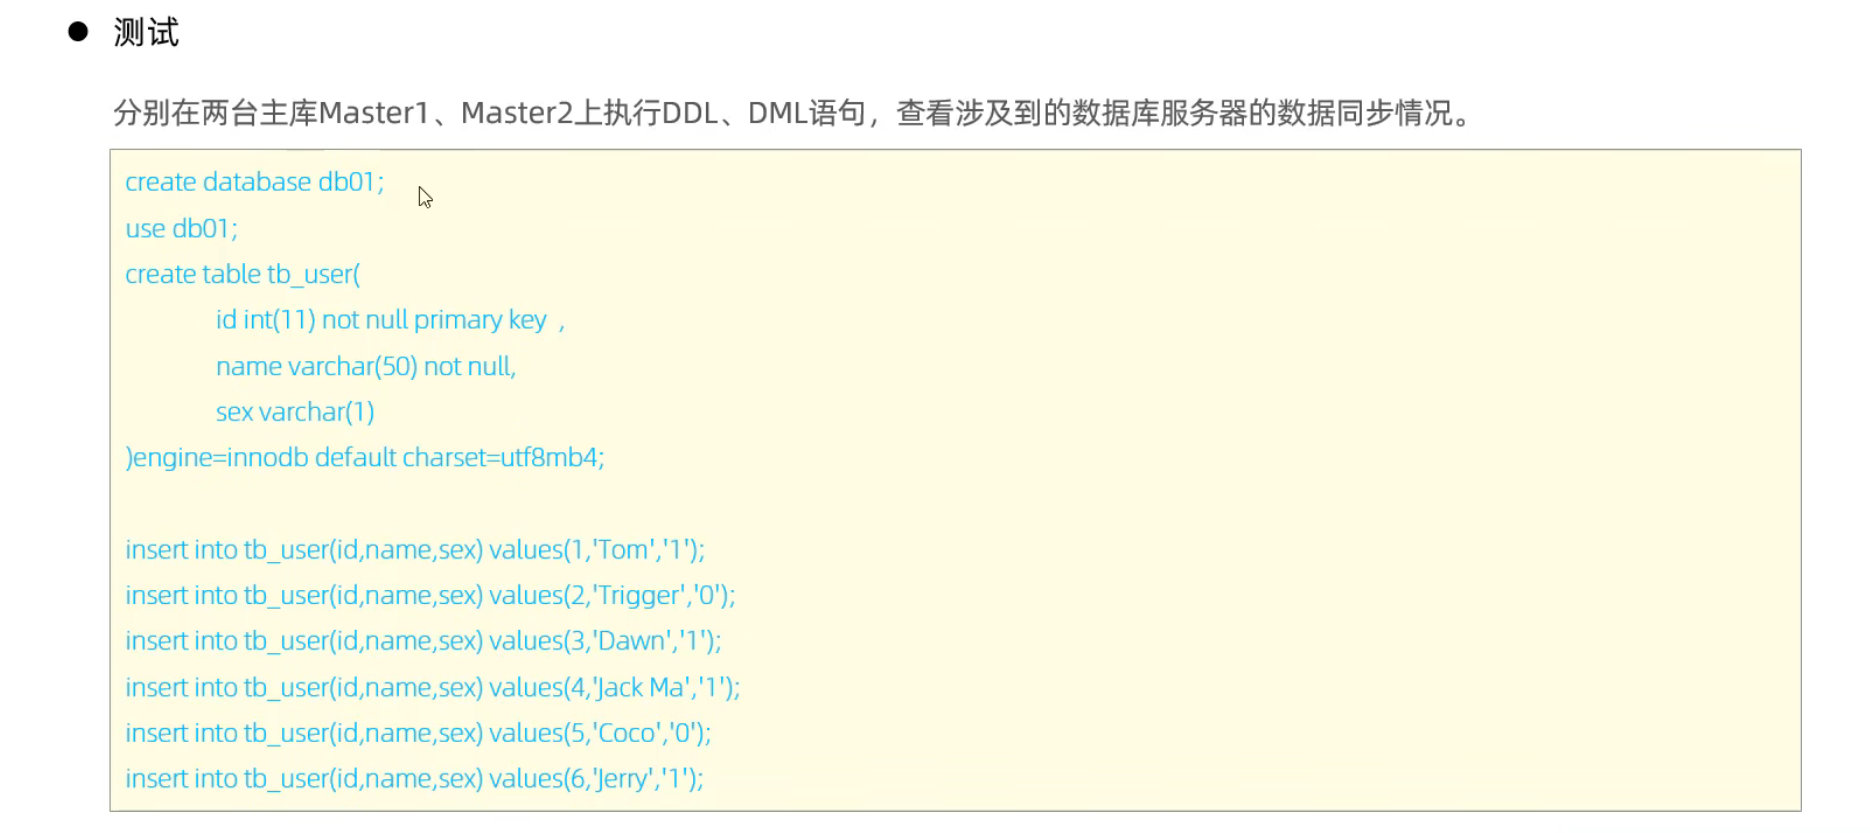 测试
分别在两台主库Master1、Master2上执行DDL、DML语句，查看涉及到的数据库服务器的数据同步情况。
create database db01;
use db01;
create table tb_user(
id int(11) not null primary key ,
name varchar(50) not null,
sex varchar(1)
)engine=innodb default charset=utf8mb4;
insert into tb_user(id,name,sex) values(1,'Tom','1');
insert into tb_user(id,name,sex) values(2,'Trigger','0');
insert into tb_user(id,name,sex) values(3,'Dawn','1');
insert into tb_user(id,name,sex) values(4,'Jack Ma','1');
insert into tb_user(id,name,sex) values(5,'Coco','0');
insert into tb_user(id,name,sex) values(6,'Jerry','1');